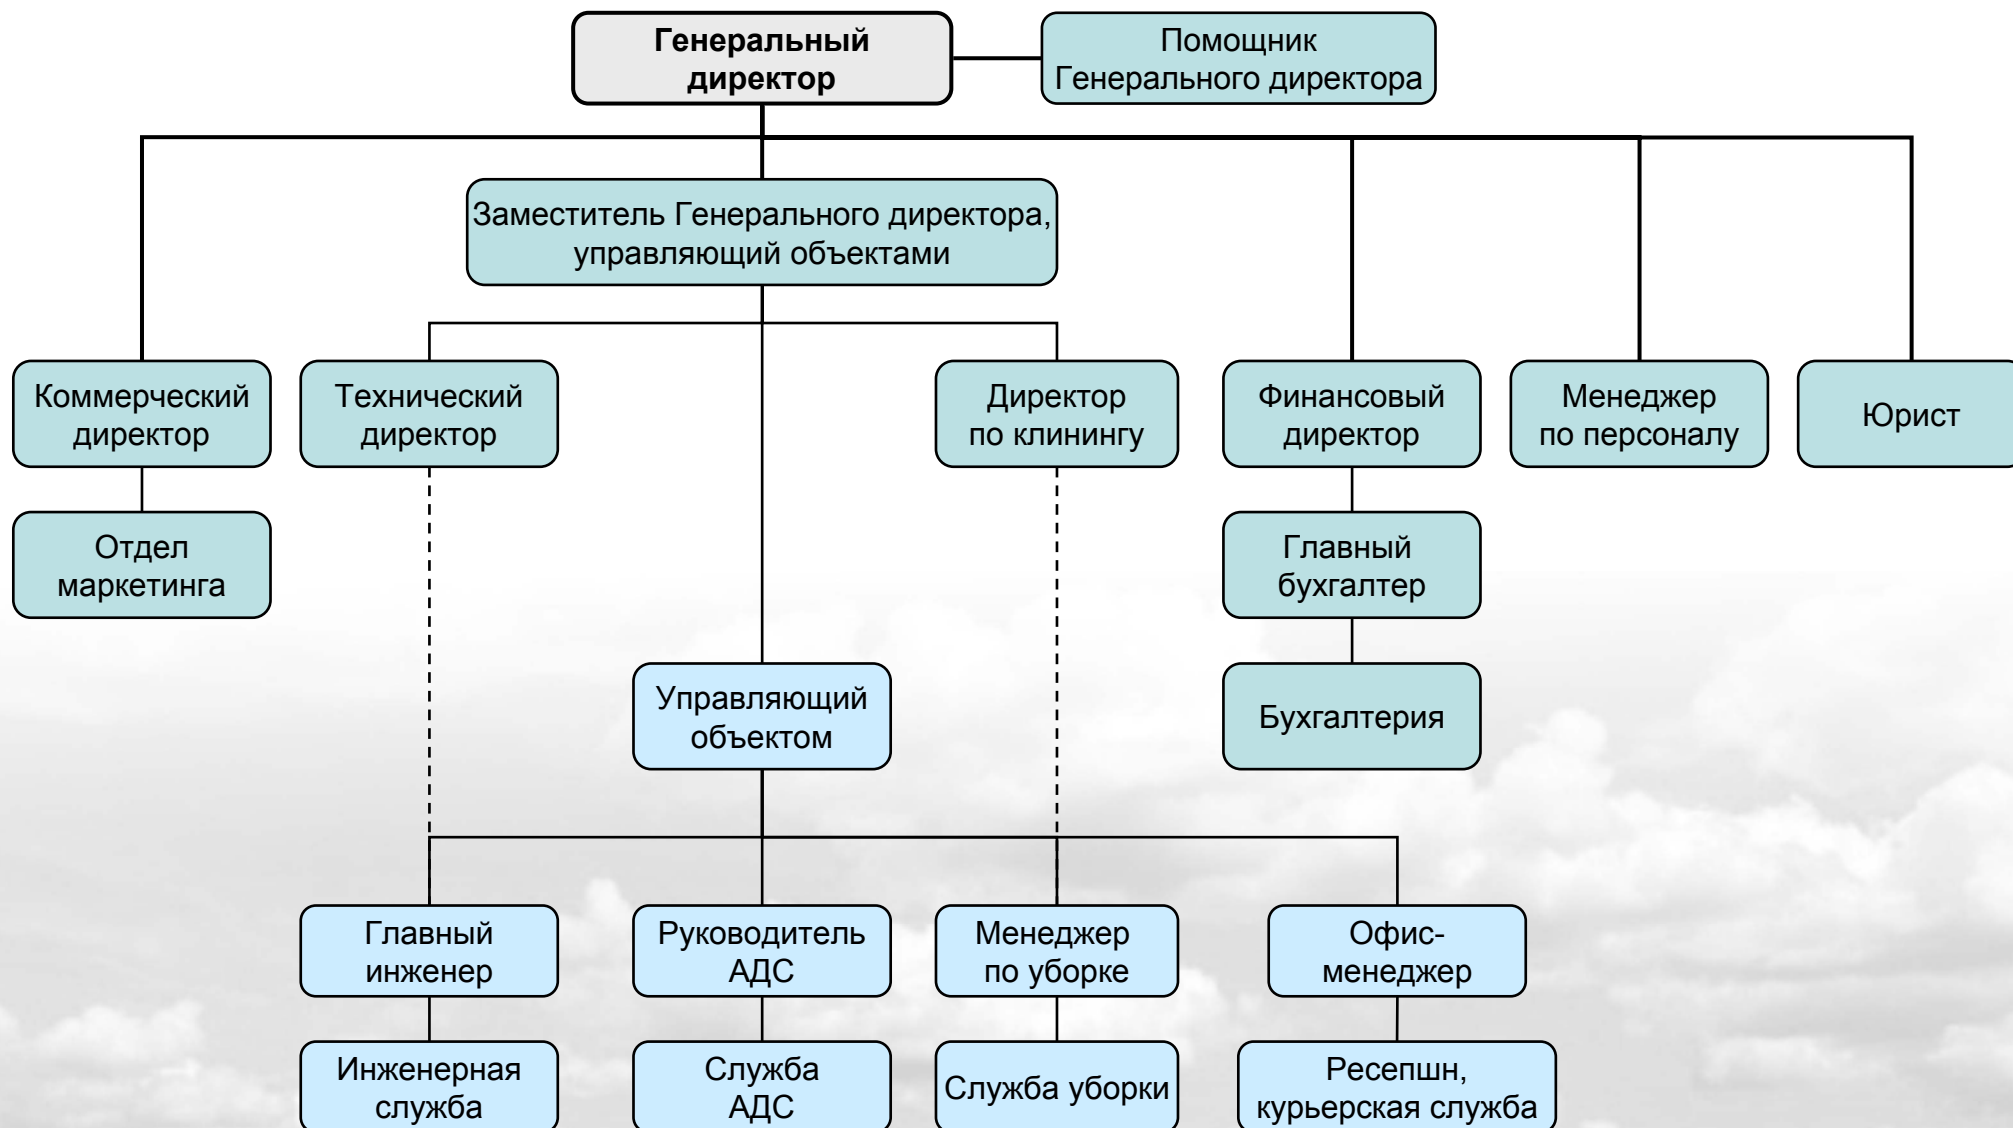 Генеральный
директор
Помощник
Генерального директора
Заместитель Генерального директора,
управляющий объектами
Коммерческий
директор
Технический
директор
Директор
по клинингу
Финансовый
директор
Менеджер
по персоналу
Юрист
Отдел
маркетинга
Главный
бухгалтер
Управляющий
объектом
Бухгалтерия
Главный
инженер
Руководитель
АДС
Менеджер
по уборке
Офис-
менеджер
Инженерная
служба
Служба
АДС
Служба уборки
Ресепшн,
курьерская служба